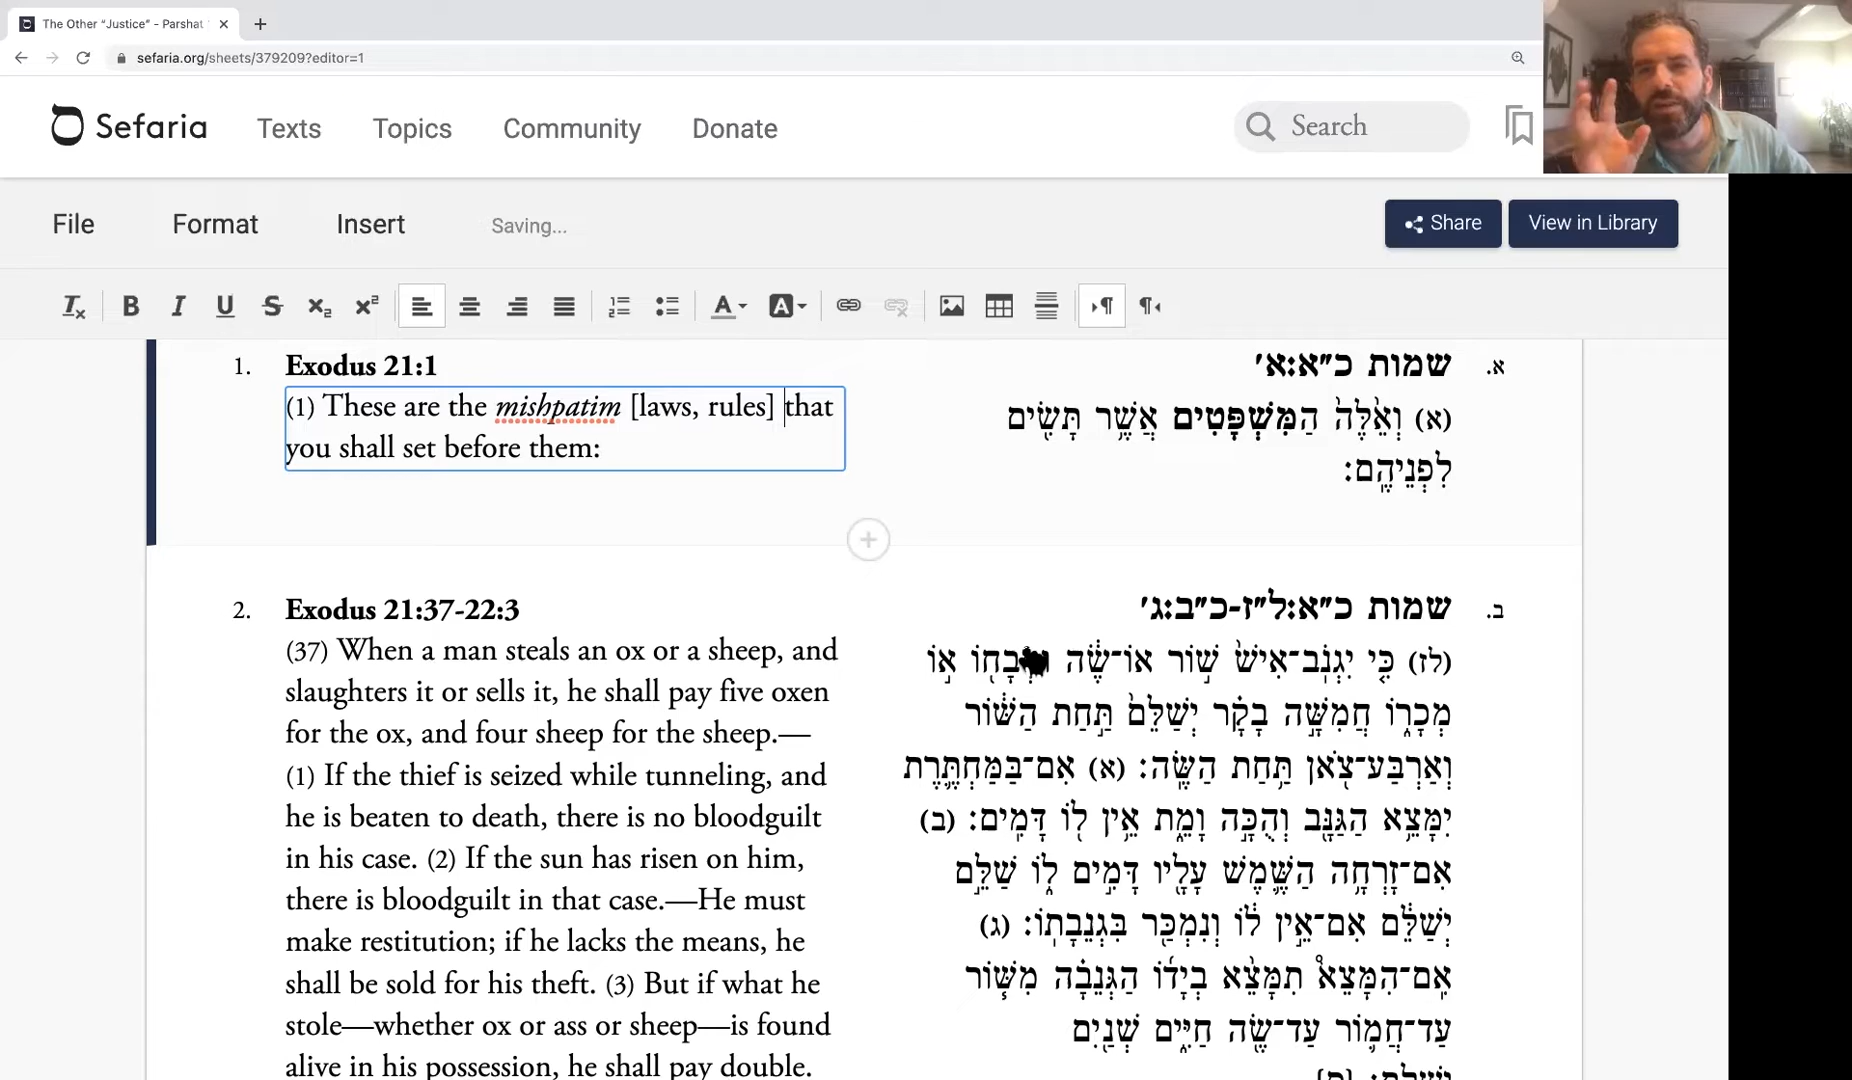 The Other “Justice” - Parshat
sefaria.org/sheets/379209?editor=1
Sefaria
Texts
Topics
Community
Donate
Search
File
Format
Insert
Saving...
Share
View in Library
1.
Exodus 21:1
(1) These are the mishpatim [laws, rules] that
you shall set before them:
א.
שמות כ״א:א׳
(א) וְאֵ֙לֶּה֙ הַמִּשְׁפָּטִ֔ים אֲשֶׁ֥ר תָּשִׂ֖ים
לִפְנֵיהֶֽם׃
2.
Exodus 21:37-22:3
(37) When a man steals an ox or a sheep, and
slaughters it or sells it, he shall pay five oxen
for the ox, and four sheep for the sheep.—
(1) If the thief is seized while tunneling, and
he is beaten to death, there is no bloodguilt
in his case. (2) If the sun has risen on him,
there is bloodguilt in that case.—He must
make restitution; if he lacks the means, he
shall be sold for his theft. (3) But if what he
stole—whether ox or ass or sheep—is found
alive in his possession, he shall pay double.
ב.
שמות כ״א:ל״ז-כ״ב:ג׳
(לז) כִּ֤י יִגְנֹֽב־אִישׁ֙ שׁ֣וֹר אוֹ־שֶׂ֔ה א֣וֹ
מְכָר֑וֹ חֲמִשָּׁ֣ה בָקָ֗ר יְשַׁלֵּם֙ תַּ֣חַת הַשּׁ֔וֹר
וְאַרְבַּע־צֹ֖אן תַּ֥חַת הַשֶּֽׂה׃ (א) אִם־בַּמַּחְתֶּ֛רֶת
יִמָּצֵ֥א הַגַּנָּ֖ב וְהֻכָּ֣ה וָמֵ֑ת אֵ֥ין ל֖וֹ דָּמִֽים׃ (ב)
אִם־זָרְחָ֥ה הַשֶּׁ֛מֶשׁ עָלָ֖יו דָּמִ֣ים ל֑וֹ שַׁלֵּ֣ם
יְשַׁלֵּ֔ם אִם־אֵ֣ין ל֔וֹ וְנִמְכַּ֖ר בִּגְנֵבָתֽוֹ׃ (ג)
אִֽם־הִמָּצֵא֩ תִמָּצֵ֨א בְיָד֜וֹ הַגְּנֵבָ֗ה מִשּׁ֧וֹר
עַד־חֲמ֛וֹר עַד־שֶׂ֖ה חַיִּ֑ים שְׁנַ֖יִם